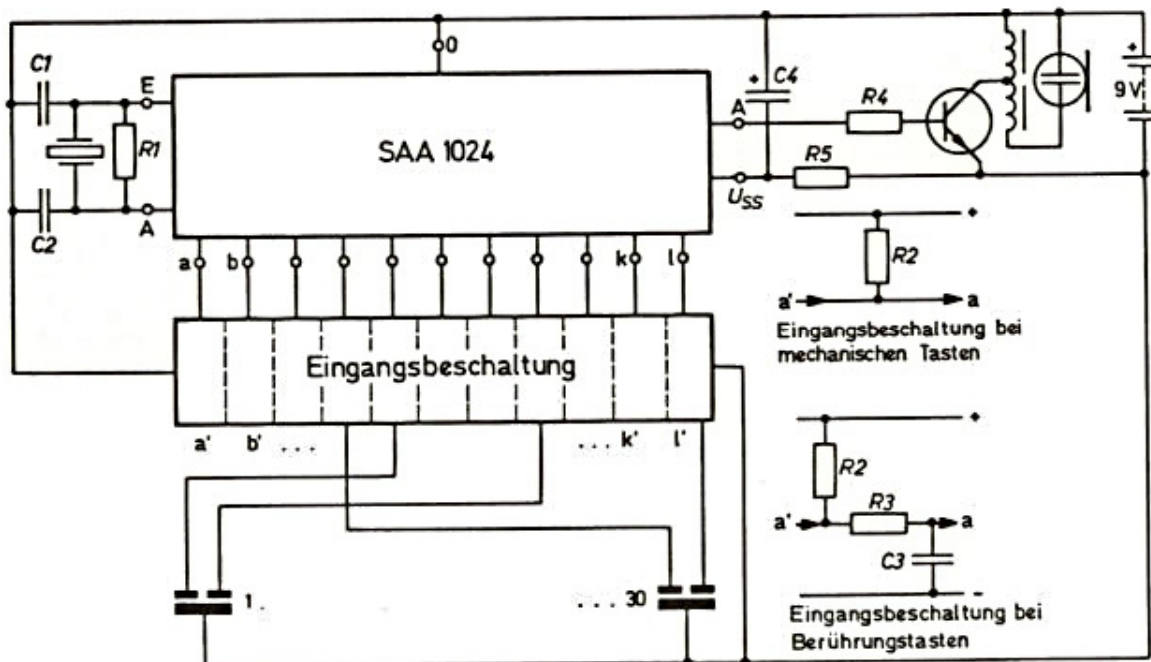 0
C1
E
+
C4
A
R4
+
9V
R1
SAA 1024
R5
C2
A
USS
+
a
b
k
l
R2
a'
a
Eingangsbeschaltung bei
mechanischen Tasten
Eingangsbeschaltung
+
a'
b'
...
... k'
l'
R2
R3
a'
a
C3
1 .
... 30
-
Eingangsbeschaltung bei
Berührungstasten